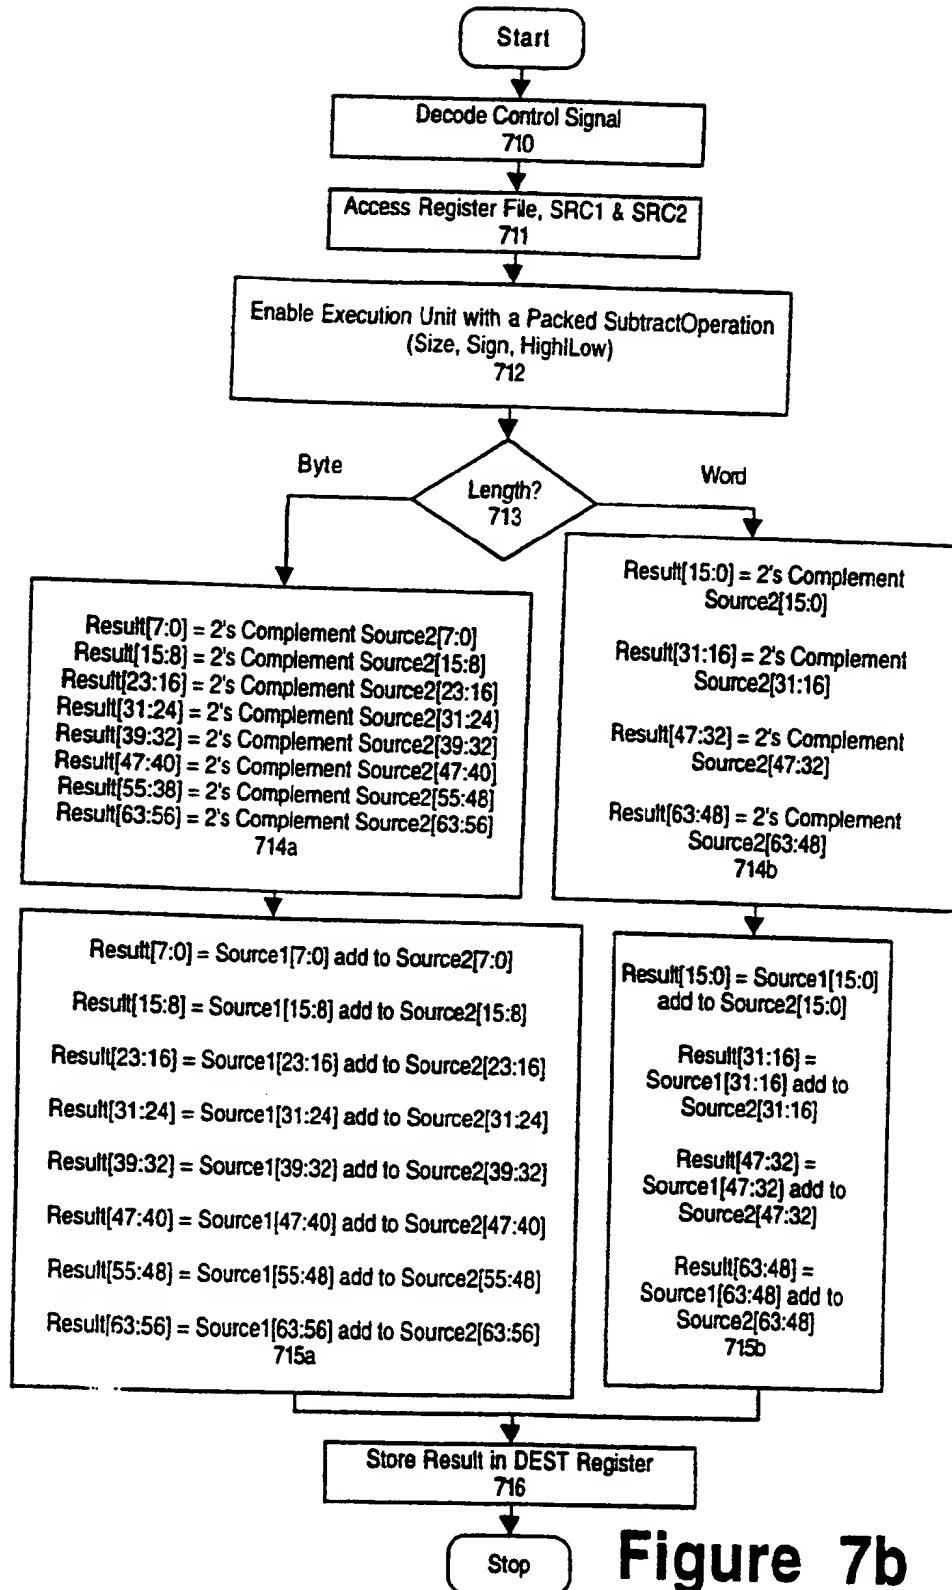 Start
Decode Control Signal
710
Access Register File, SRC1 & SRC2
711
Enable Execution Unit with a Packed SubtractOperation
(Size, Sign, High|Low)
712
Length?
713
Byte
Word
Result[7:0] = 2's Complement Source2[7:0]
Result[15:8] = 2's Complement Source2[15:8]
Result[23:16] = 2's Complement Source2[23:16]
Result[31:24] = 2's Complement Source2[31:24]
Result[39:32] = 2's Complement Source2[39:32]
Result[47:40] = 2's Complement Source2[47:40]
Result[55:38] = 2's Complement Source2[55:48]
Result[63:56] = 2's Complement Source2[63:56]
714a
Result[15:0] = 2's Complement
Source2[15:0]
Result[31:16] = 2's Complement
Source2[31:16]
Result[47:32] = 2's Complement
Source2[47:32]
Result[63:48] = 2's Complement
Source2[63:48]
714b
Result[7:0] = Source1[7:0] add to Source2[7:0]
Result[15:8] = Source1[15:8] add to Source2[15:8]
Result[23:16] = Source1[23:16] add to Source2[23:16]
Result[31:24] = Source1[31:24] add to Source2[31:24]
Result[39:32] = Source1[39:32] add to Source2[39:32]
Result[47:40] = Source1[47:40] add to Source2[47:40]
Result[55:48] = Source1[55:48] add to Source2[55:48]
Result[63:56] = Source1[63:56] add to Source2[63:56]
715a
Result[15:0] = Source1[15:0]
add to Source2[15:0]
Result[31:16] =
Source1[31:16] add to
Source2[31:16]
Result[47:32] =
Source1[47:32] add to
Source2[47:32]
Result[63:48] =
Source1[63:48] add to
Source2[63:48]
715b
Store Result in DEST Register
716
Stop
Figure 7b